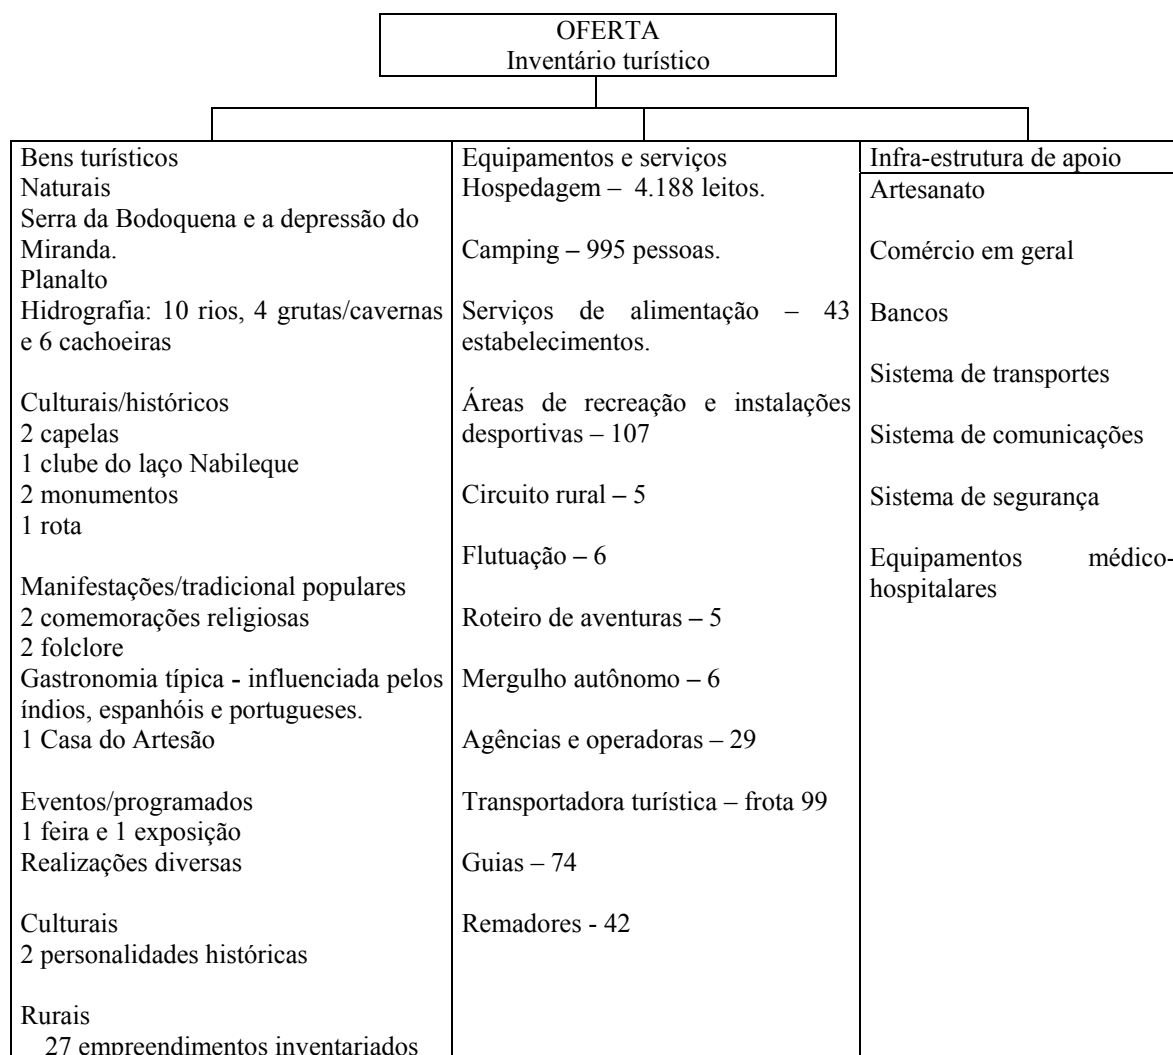 OFERTA
Inventário turístico
Bens turísticos
Naturais
Serra da Bodoquena e a depressão do
Miranda.
Planalto
Hidrografia: 10 rios, 4 grutas/cavernas
e 6 cachoeiras
Culturais/históricos
2 capelas
1 clube do laço Nabileque
2 monumentos
1 rota
Manifestações/tradicional populares
2 comemorações religiosas
2 folclore
Gastronomia típica - influenciada pelos
índios, espanhóis e portugueses.
1 Casa do Artesão
Eventos/programados
1 feira e 1 exposição
Realizações diversas
Culturais
2 personalidades históricas
Rurais
27 empreendimentos inventariados
Equipamentos e serviços
Hospedagem – 4.188 leitos.
Camping – 995 pessoas.
Serviços de alimentação – 43
estabelecimentos.
Áreas de recreação e instalações
desportivas – 107
Circuito rural – 5
Flutuação – 6
Roteiro de aventuras – 5
Mergulho autônomo – 6
Agências e operadoras – 29
Transportadora turística – frota 99
Guias – 74
Remadores - 42
Infra-estrutura de apoio
Artesanato
Comércio em geral
Bancos
Sistema de transportes
Sistema de comunicações
Sistema de segurança
Equipamentos médico-
hospitalares